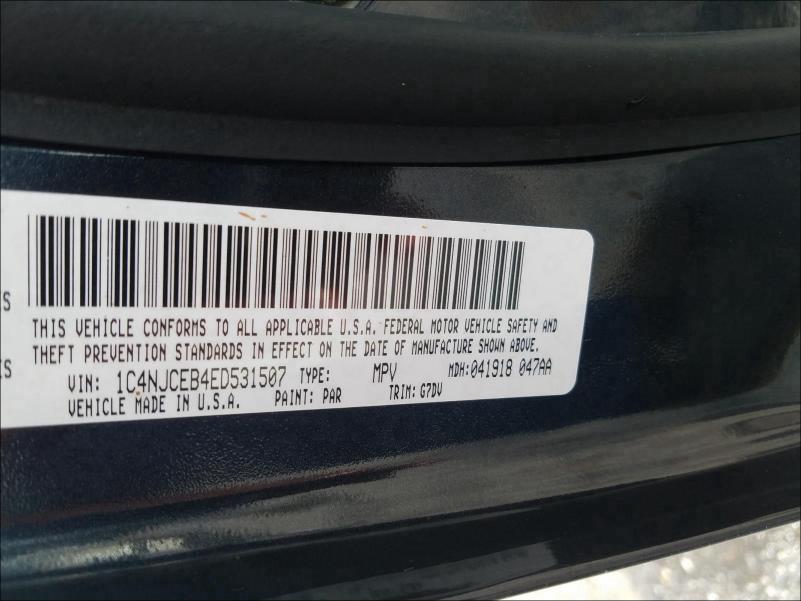 THIS VEHICLE CONFORMS TO ALL APPLICABLE U.S.A. FEDERAL MOTOR VEHICLE SAFETY AND
S
THEFT PREVENTION STANDARDS IN EFFECT ON THE DATE OF MANUFACTURE SHOWN ABOVE.
IS
VIN: 1C4NJCEB4ED531507 TYPE: MPV MDH:041918 047AA
VEHICLE MADE IN U.S.A. PAINT: PAR TRIM: G7DV